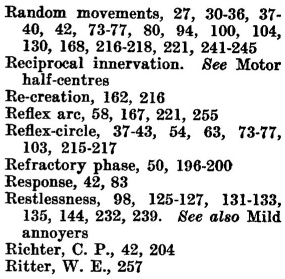 Random movements, 27, 30-36, 37-
40, 42, 73-77, 80, 94, 100, 104,
130, 168, 216-218, 221, 241-245
Reciprocal innervation. See Motor
half-centres
Re-creation, 162, 216
Reflex arc, 58, 167, 221, 255
Reflex-circle, 37-43, 54, 63, 73-77,
103, 215-217
Refractory phase, 50, 196-200
Response, 42, 83
Restlessness, 98, 125-127, 131-133,
135, 144, 232, 239. See also Mild
annoyers
Richter, C. P., 42, 204
Ritter, W. E., 257